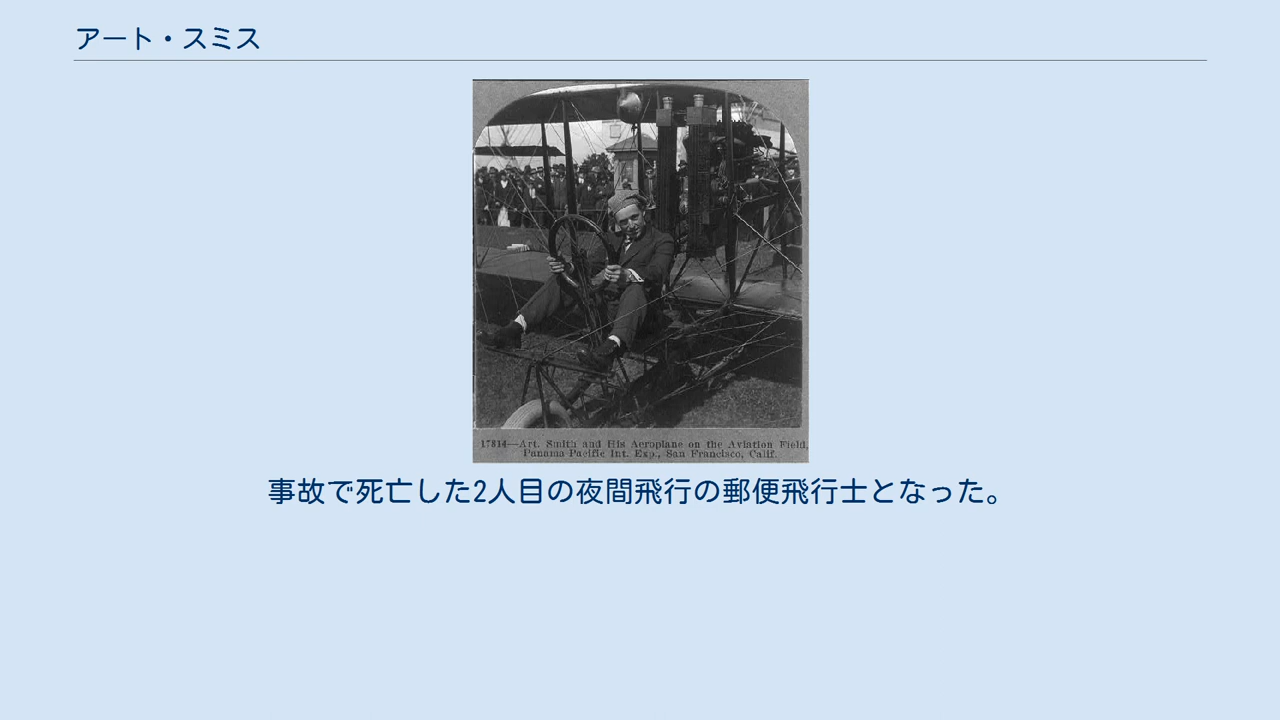 アート・スミス
17814—Art. Smith and His Aeroplane on the Aviation Field,
Panama-Pacific Int. Exp., San Francisco, Calif.
事故で死亡した2人目の夜間飛行の郵便飛行士となった。